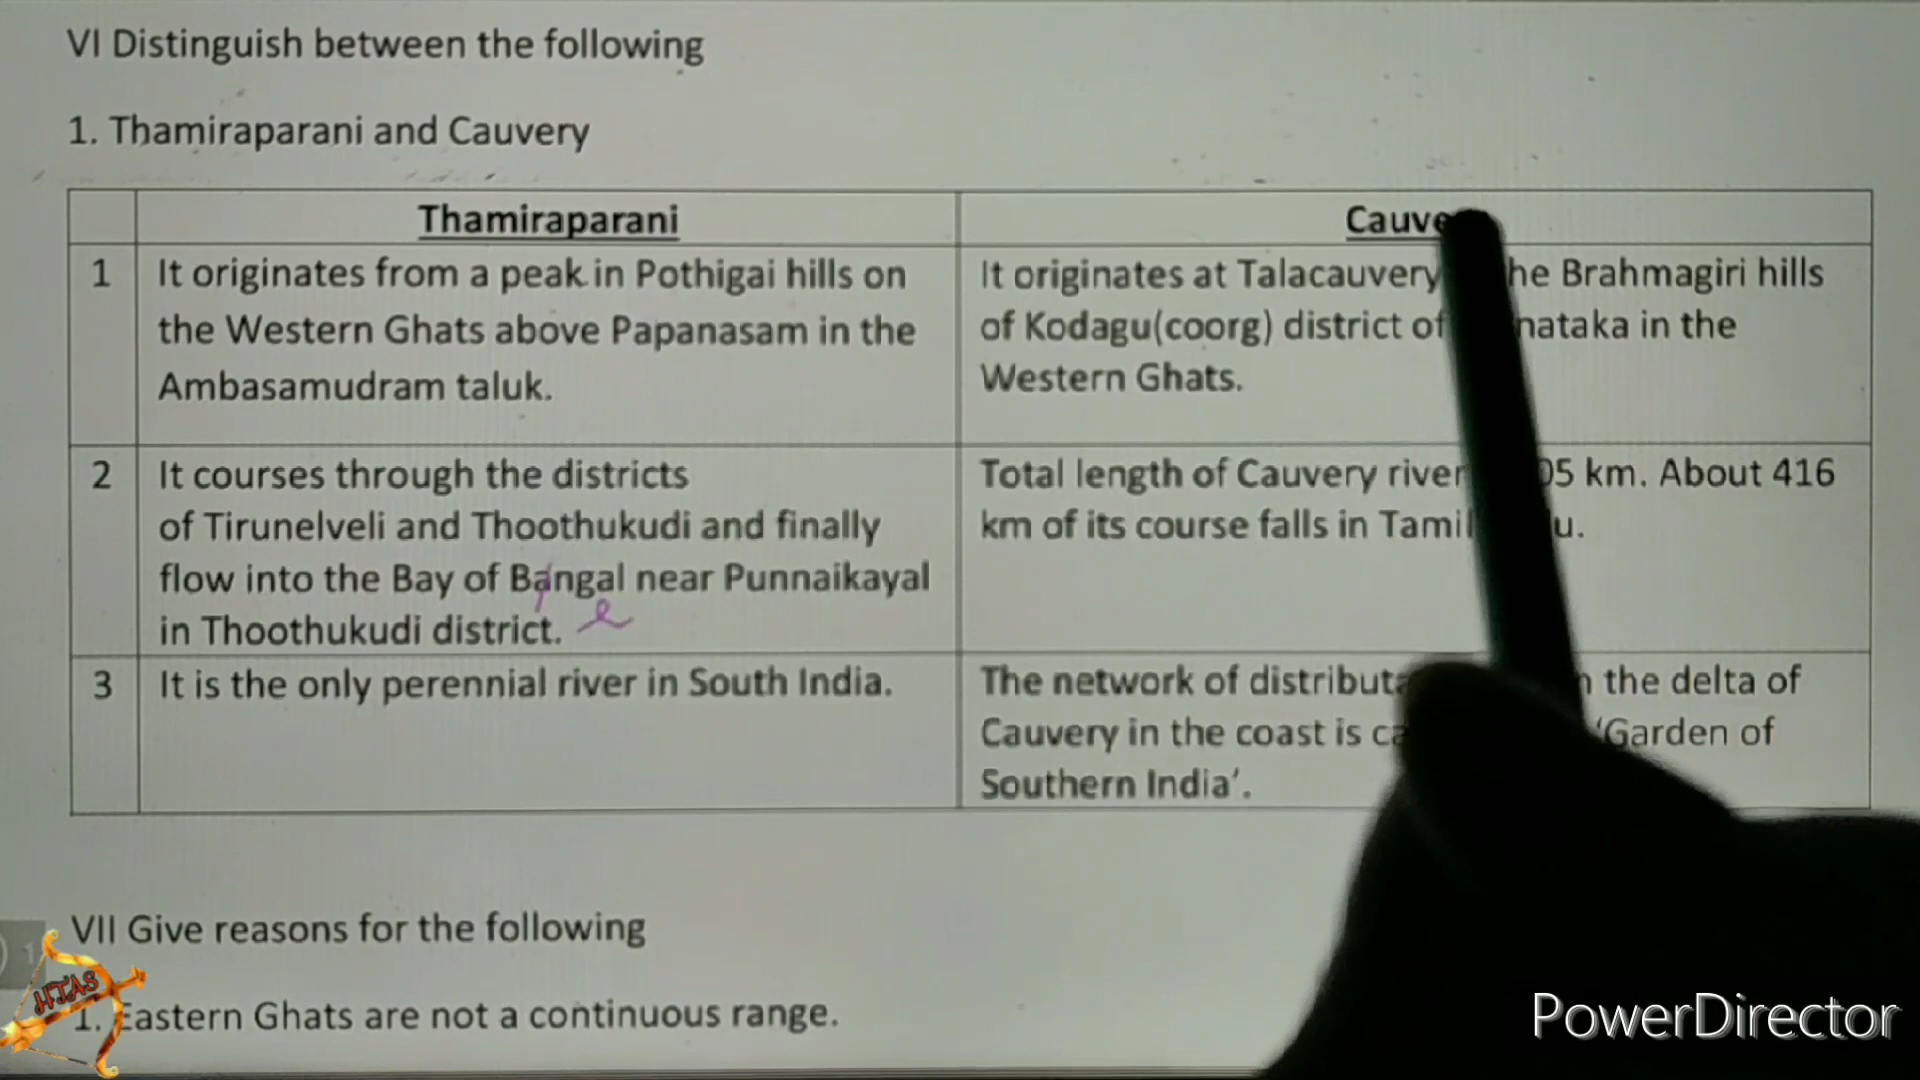 VI Distinguish between the following
1. Thamiraparani and Cauvery
Thamiraparani
Cauve
1
It originates from a peak in Pothigai hills on
the Western Ghats above Papanasam in the
Ambasamudram taluk.
It originates at Talacauvery he Brahmagiri hills
of Kodagu(coorg) district of nataka in the
Western Ghats.
2
It courses through the districts
of Tirunelveli and Thoothukudi and finally
flow into the Bay of Bangal near Punnaikayal
e
in Thoothukudi district.
Total length of Cauvery river 05 km. About 416
km of its course falls in Tamil u.
3
It is the only perennial river in South India.
The network of distributa n the delta of
Cauvery in the coast is ca 'Garden of
Southern India'.
VII Give reasons for the following
1. Eastern Ghats are not a continuous range.
HTAS
PowerDirector